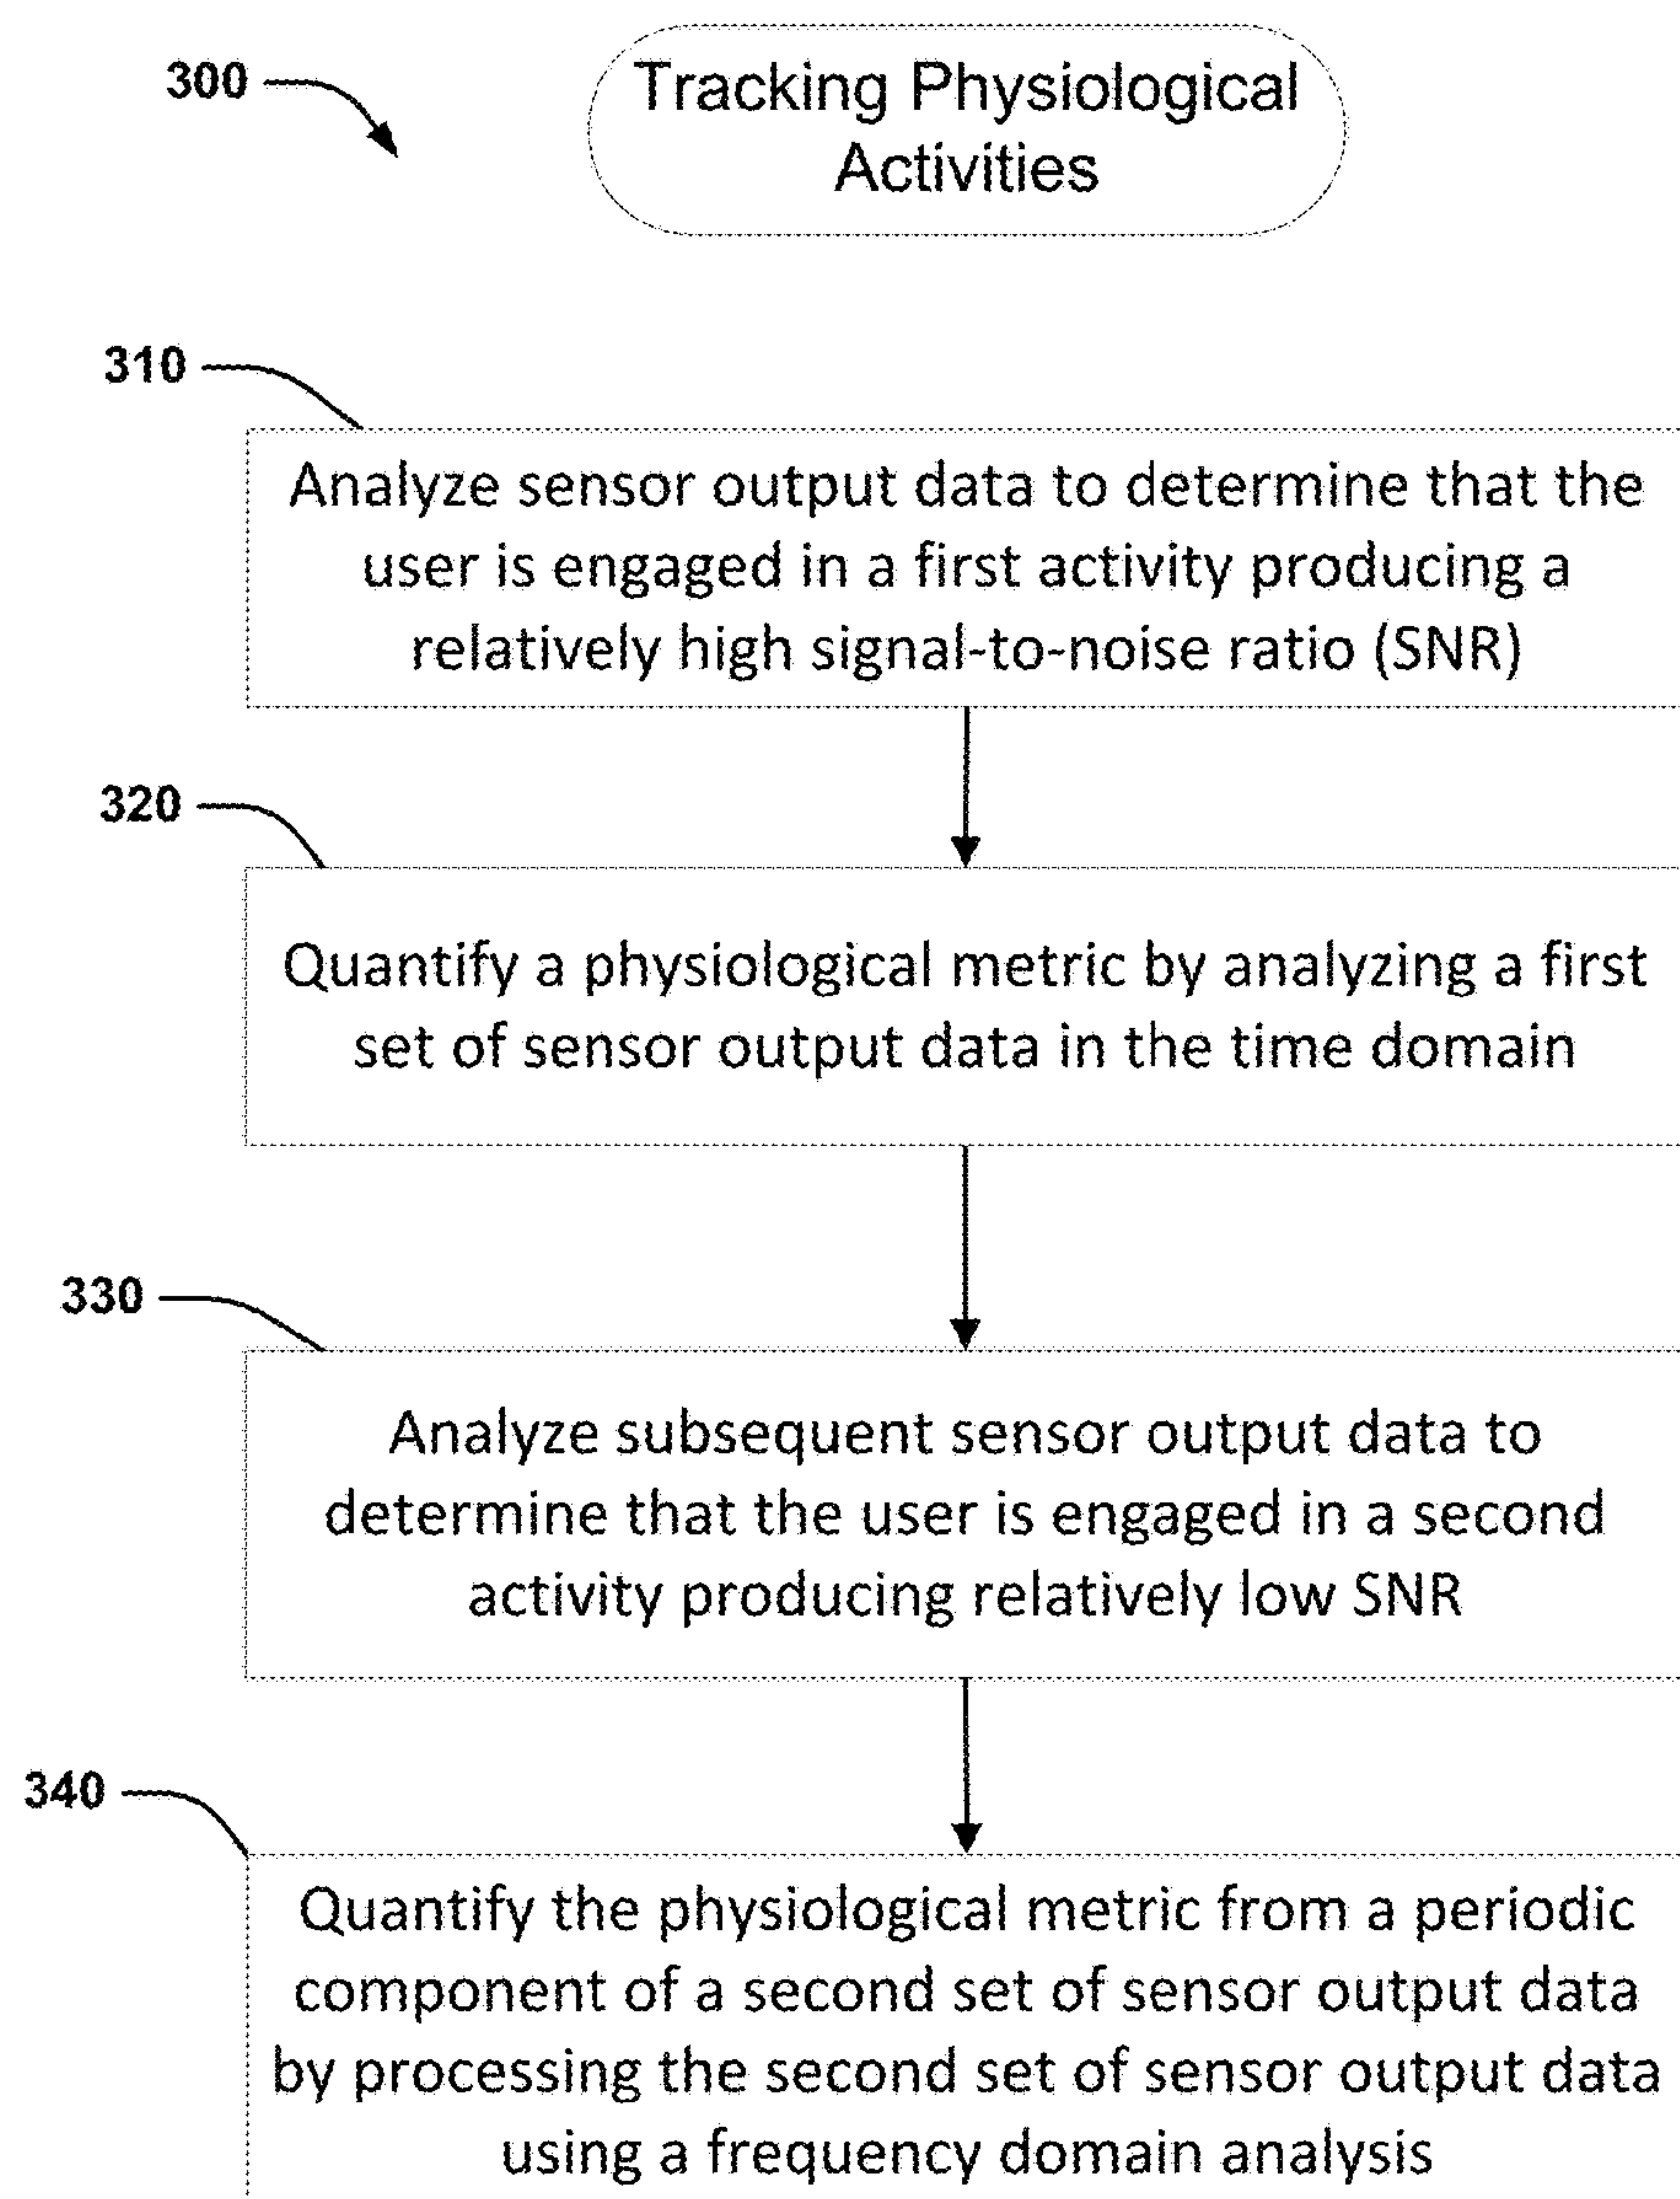 300
Tracking Physiological
Activities
310
Analyze sensor output data to determine that the
user is engaged in a first activity producing a
relatively high signal-to-noise ratio (SNR)
320
Quantify a physiological metric by analyzing a first
set of sensor output data in the time domain
330
Analyze subsequent sensor output data to
determine that the user is engaged in a second
activity producing relatively low SNR
340
Quantify the physiological metric from a periodic
component of a second set of sensor output data
by processing the second set of sensor output data
using a frequency domain analysis